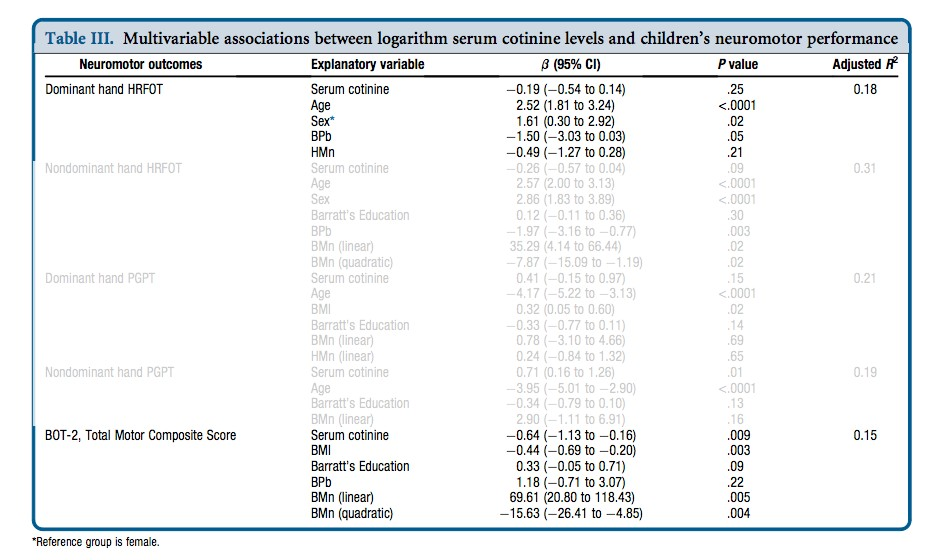 Table III. Multivariable associations between logarithm serum cotinine levels and children's neuromotor performance
Neuromotor outcomes Explanatory variable β (95% CI) P value Adjusted R²
Dominant hand HRFOT Serum cotinine −0.19 (−0.54 to 0.14) .25 0.18
Age 2.52 (1.81 to 3.24) <.0001
Sex* 1.61 (0.30 to 2.92) .02
BPb −1.50 (−3.03 to 0.03) .05
HMn −0.49 (−1.27 to 0.28) .21
Nondominant hand HRFOT Serum cotinine −0.26 (−0.57 to 0.04) .09 0.31
Age 2.57 (2.00 to 3.13) <.0001
Sex 2.86 (1.83 to 3.89) <.0001
Barratt's Education 0.12 (−0.11 to 0.36) .30
BPb −1.97 (−3.16 to −0.77) .003
BMn (linear) 35.29 (4.14 to 66.44) .02
BMn (quadratic) −7.87 (−15.09 to −1.19) .02
Dominant hand PGPT Serum cotinine 0.41 (−0.15 to 0.97) .15 0.21
Age −4.17 (−5.22 to −3.13) <.0001
BMI 0.32 (0.05 to 0.60) .02
Barratt's Education −0.33 (−0.77 to 0.11) .14
BMn (linear) 0.78 (−3.10 to 4.66) .69
HMn (linear) 0.24 (−0.84 to 1.32) .65
Nondominant hand PGPT Serum cotinine 0.71 (0.16 to 1.26) .01 0.19
Age −3.95 (−5.01 to −2.90) <.0001
Barratt's Education −0.34 (−0.79 to 0.10) .13
BMn (linear) 2.90 (−1.11 to 6.91) .16
BOT-2, Total Motor Composite Score Serum cotinine −0.64 (−1.13 to −0.16) .009 0.15
BMI −0.44 (−0.69 to −0.20) .003
Barratt's Education 0.33 (−0.05 to 0.71) .09
BPb 1.18 (−0.71 to 3.07) .22
BMn (linear) 69.61 (20.80 to 118.43) .005
BMn (quadratic) −15.63 (−26.41 to −4.85) .004
*Reference group is female.